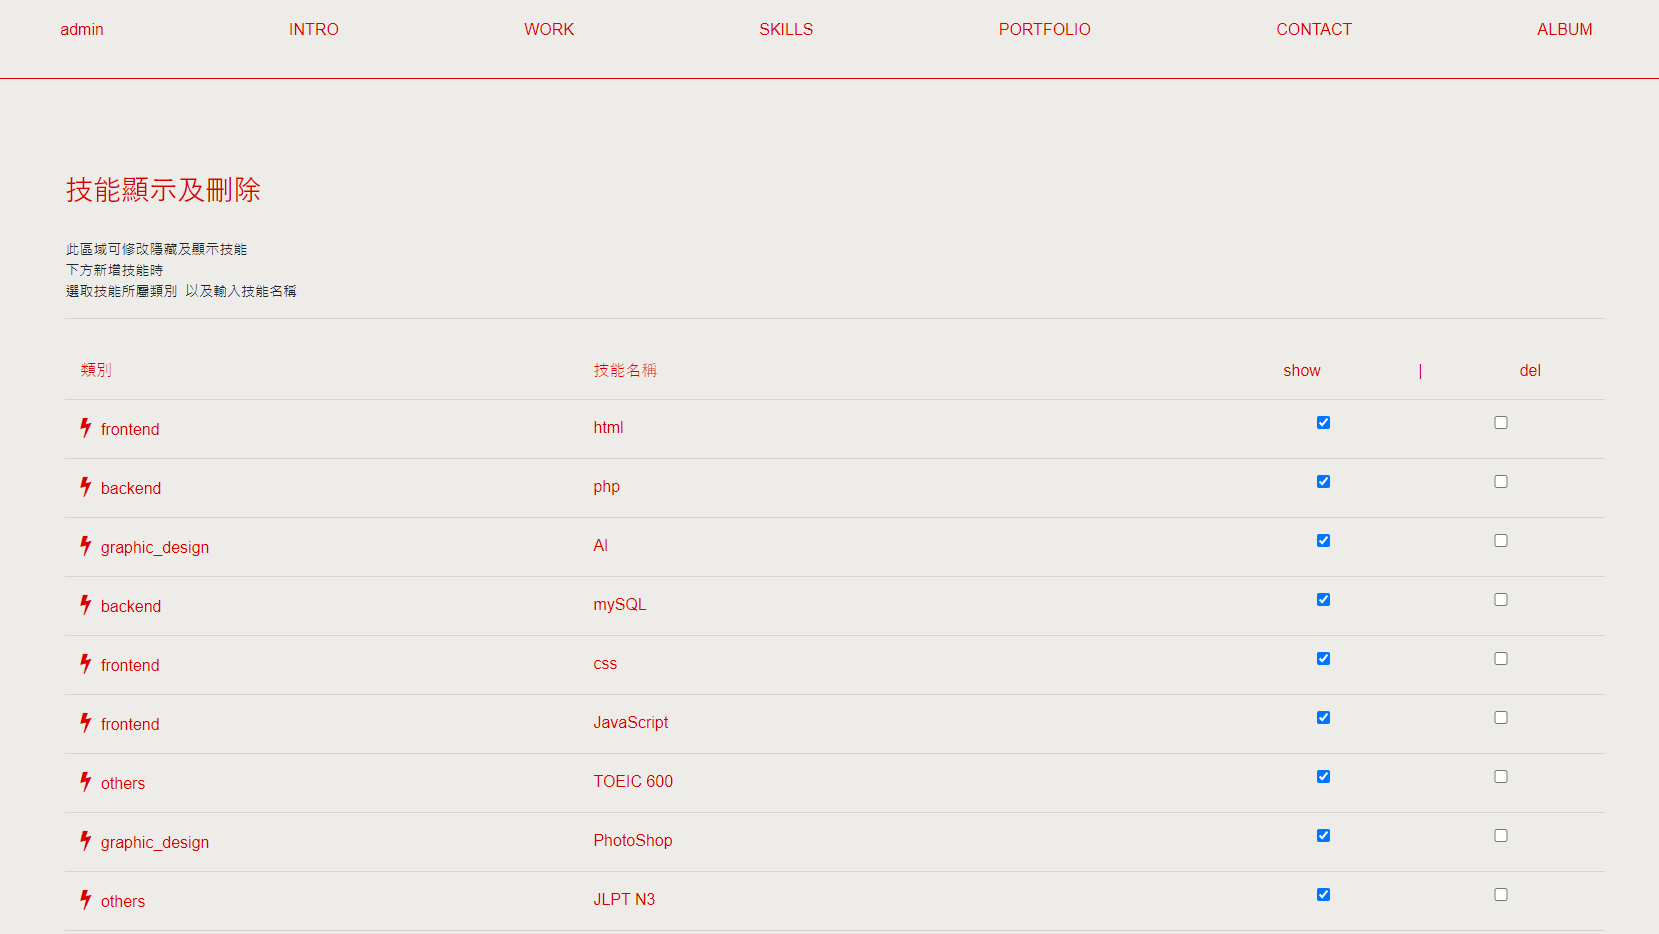 admin INTRO WORK SKILLS PORTFOLIO CONTACT ALBUM
技能顯示及刪除
此區域可修改隱藏及顯示技能
下方新增技能時
選取技能所屬類別 以及輸入技能名稱
類別 技能名稱 show | del
frontend html
backend php
graphic_design AI
backend mySQL
frontend css
frontend JavaScript
others TOEIC 600
graphic_design PhotoShop
others JLPT N3